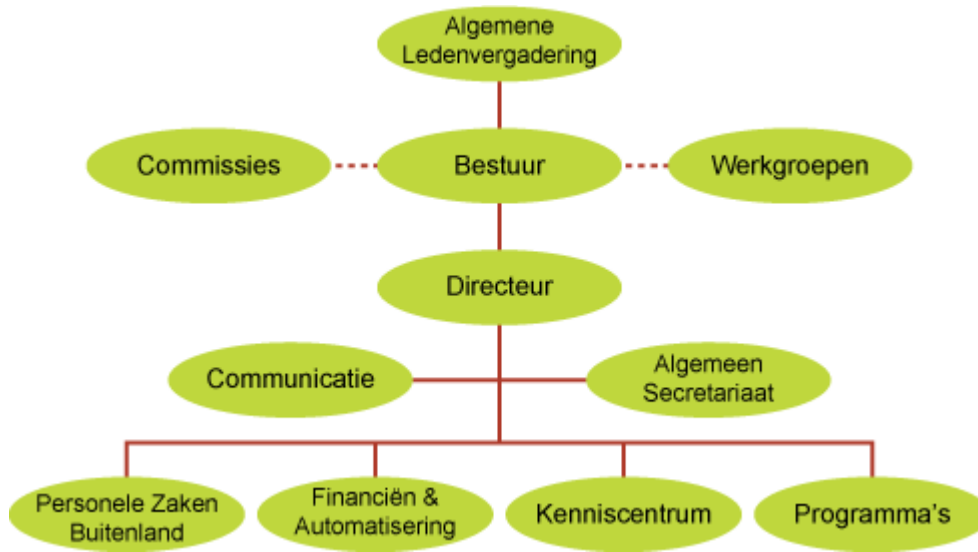 Algemene
Ledenvergadering
Commissies
Bestuur
Werkgroepen
Directeur
Communicatie
Algemeen
Secretariaat
Personele Zaken
Buitenland
Financiën &
Automatisering
Kenniscentrum
Programma's